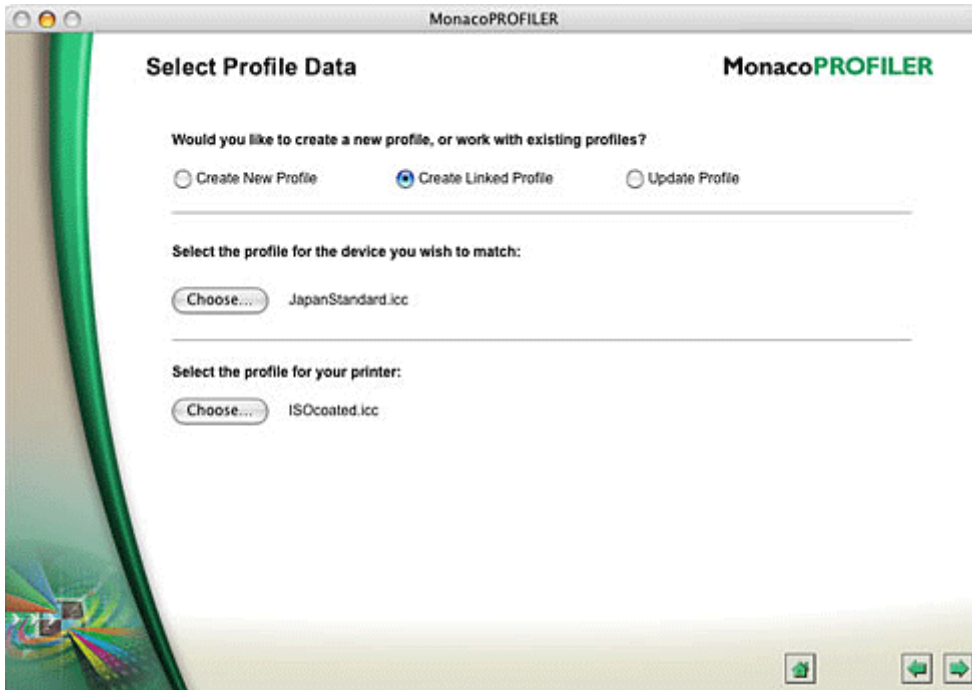 MonacoPROFILER
Select Profile Data
MonacoPROFILER
Would you like to create a new profile, or work with existing profiles?
Create New Profile
Create Linked Profile
Update Profile
Select the profile for the device you wish to match:
Choose... JapanStandard.icc
Select the profile for your printer:
Choose... ISOcoated.icc